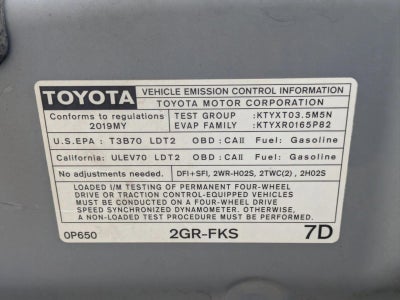 TOYOTA VEHICLE EMISSION CONTROL INFORMATION
TOYOTA MOTOR CORPORATION
Conforms to regulations TEST GROUP :KTYXT03.5M5N
2019MY EVAP FAMILY :KTYXR0165P82
U.S.EPA : T3B70 LDT2 OBD : CAII Fuel: Gasoline
California: ULEV70 LDT2 OBD : CAII Fuel: Gasoline
No adjustments needed. DFI+SFI, 2WR-HO2S, 2TWC(2), 2HO2S
LOADED I/M TESTING OF PERMANENT FOUR-WHEEL
DRIVE OR TRACTION CONTROL-EQUIPPED VEHICLES
MUST BE CONDUCTED ON A FOUR-WHEEL DRIVE
SPEED SYNCHRONIZED DYNAMOMETER. OTHERWISE,
A NON-LOADED TEST PROCEDURE MUST BE PERFORMED.
0P650 2GR-FKS 7D